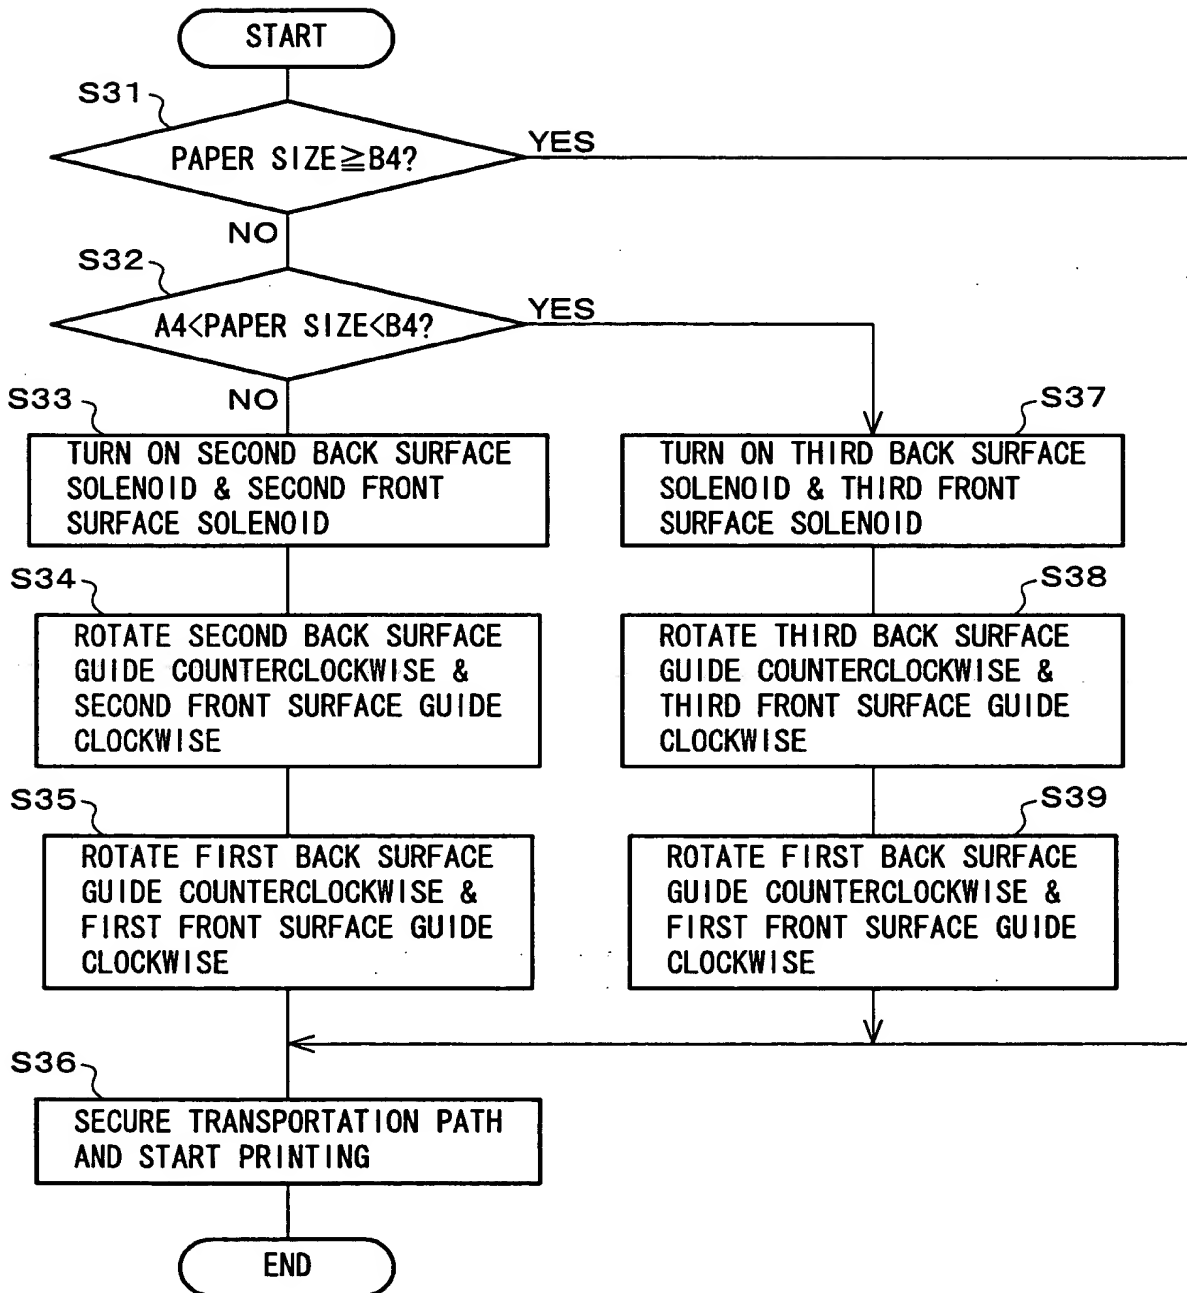 START
S31
PAPER SIZE≧B4?
YES
NO
S32
A4<PAPER SIZE<B4?
YES
NO
S33
TURN ON SECOND BACK SURFACE
SOLENOID & SECOND FRONT
SURFACE SOLENOID
S37
TURN ON THIRD BACK SURFACE
SOLENOID & THIRD FRONT
SURFACE SOLENOID
S34
ROTATE SECOND BACK SURFACE
GUIDE COUNTERCLOCKWISE &
SECOND FRONT SURFACE GUIDE
CLOCKWISE
S38
ROTATE THIRD BACK SURFACE
GUIDE COUNTERCLOCKWISE &
THIRD FRONT SURFACE GUIDE
CLOCKWISE
S35
ROTATE FIRST BACK SURFACE
GUIDE COUNTERCLOCKWISE &
FIRST FRONT SURFACE GUIDE
CLOCKWISE
S39
ROTATE FIRST BACK SURFACE
GUIDE COUNTERCLOCKWISE &
FIRST FRONT SURFACE GUIDE
CLOCKWISE
S36
SECURE TRANSPORTATION PATH
AND START PRINTING
END